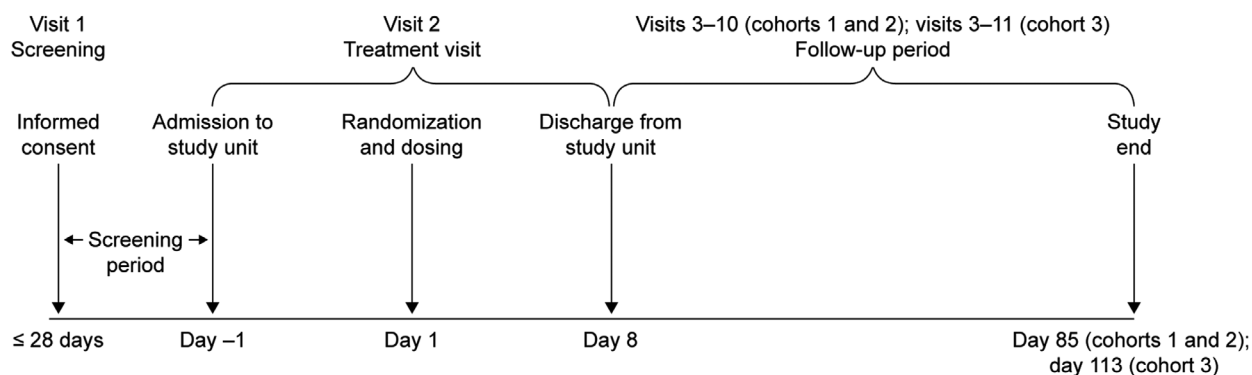 Visit 1
Screening
Visit 2
Treatment visit
Visits 3–10 (cohorts 1 and 2); visits 3–11 (cohort 3)
Follow-up period
Informed
consent
Admission to
study unit
Randomization
and dosing
Discharge from
study unit
Study
end
Screening
period
≤ 28 days
Day –1
Day 1
Day 8
Day 85 (cohorts 1 and 2);
day 113 (cohort 3)